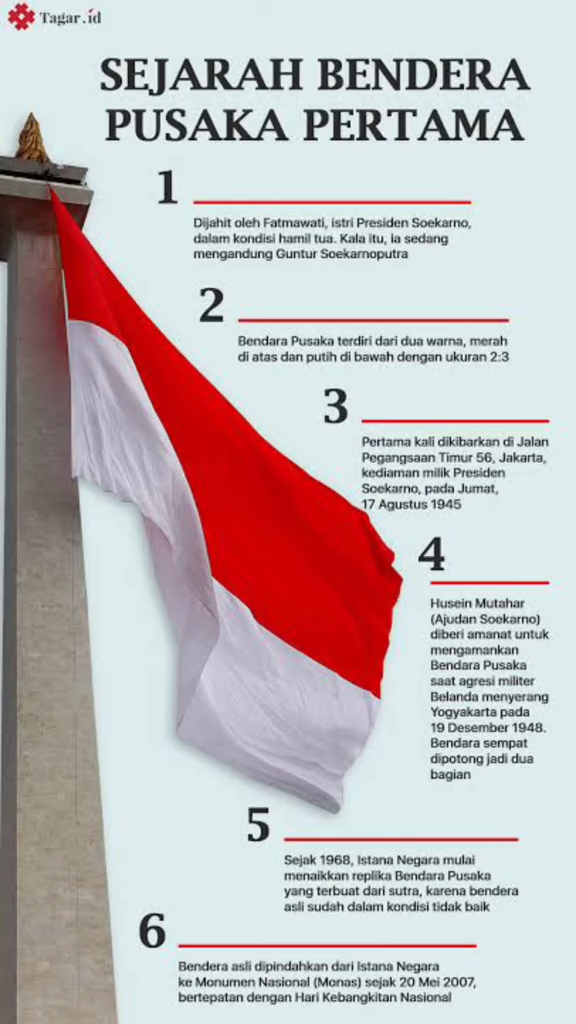 Tagar.id
SEJARAH BENDERA
PUSAKA PERTAMA
1
Dijahit oleh Fatmawati, istri Presiden Soekarno,
dalam kondisi hamil tua. Kala itu, ia sedang
mengandung Guntur Soekarnoputra
2
Bendara Pusaka terdiri dari dua warna, merah
di atas dan putih di bawah dengan ukuran 2:3
3
Pertama kali dikibarkan di Jalan
Pegangsaan Timur 56, Jakarta,
kediaman milik Presiden
Soekarno, pada Jumat,
17 Agustus 1945
4
Husein Mutahar
(Ajudan Soekarno)
diberi amanat untuk
mengamankan
Bendara Pusaka
saat agresi militer
Belanda menyerang
Yogyakarta pada
19 Desember 1948.
Bendara sempat
dipotong jadi dua
bagian
5
Sejak 1968, Istana Negara mulai
menaikkan replika Bendara Pusaka
yang terbuat dari sutra, karena bendera
asli sudah dalam kondisi tidak baik
6
Bendera asli dipindahkan dari Istana Negara
ke Monumen Nasional (Monas) sejak 20 Mei 2007,
bertepatan dengan Hari Kebangkitan Nasional